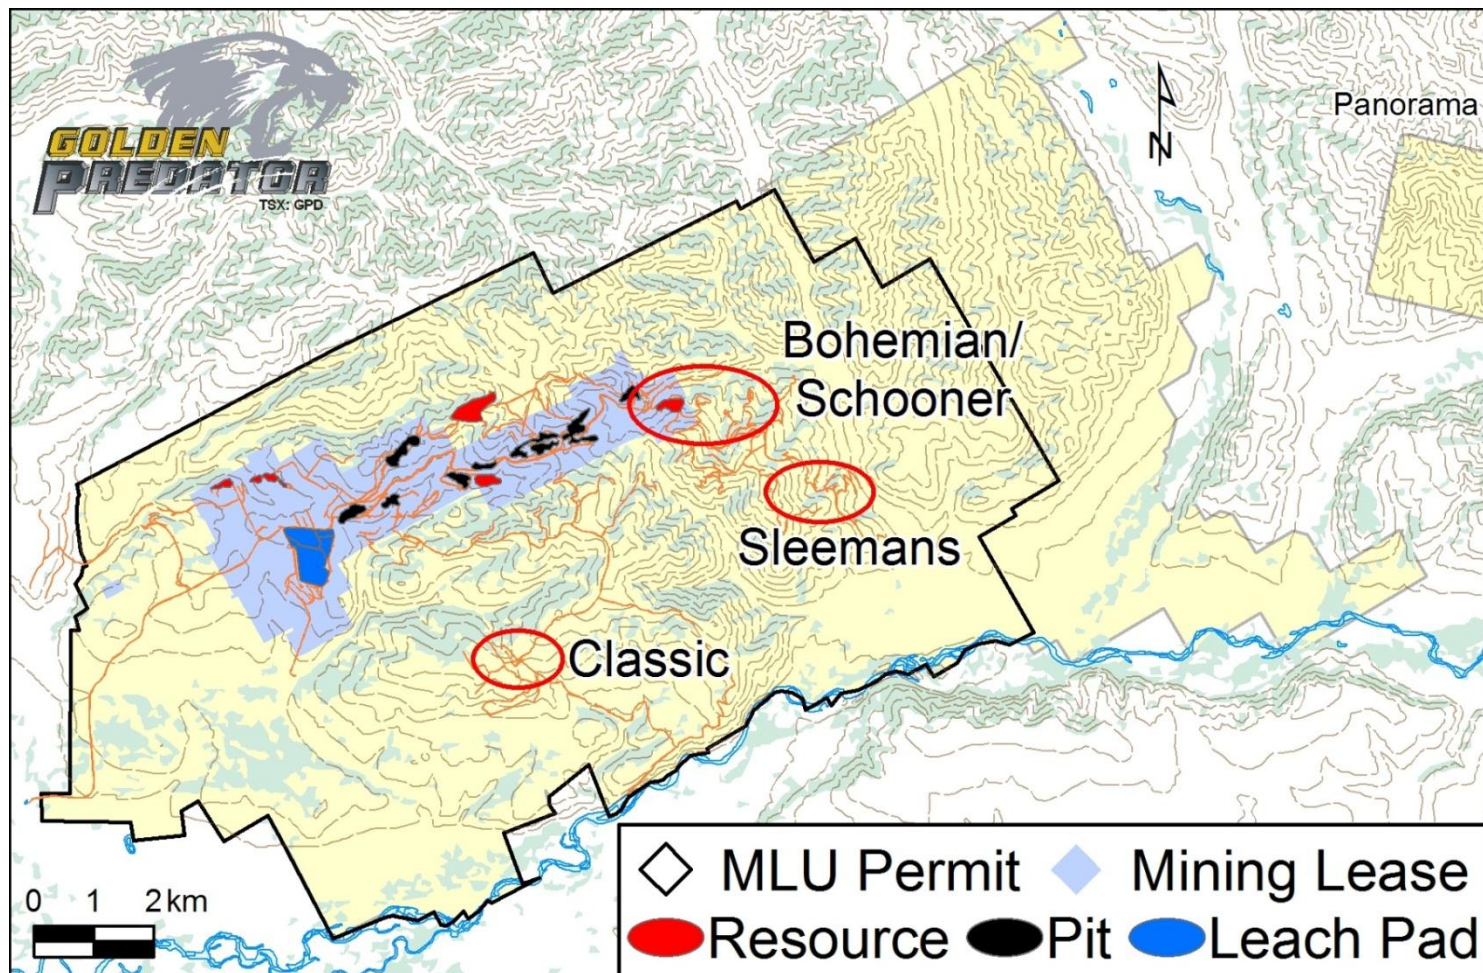 GOLDEN
PREDATOR
TSX: GPD
Panorama
N
Bohemian/
Schooner
Sleemans
Classic
0 1 2 km
MLU Permit Mining Lease
Resource Pit Leach Pad